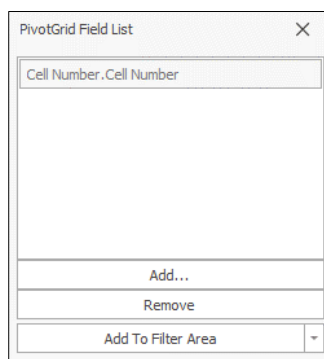 PivotGrid Field List
Cell Number.Cell Number
Add...
Remove
Add To Filter Area